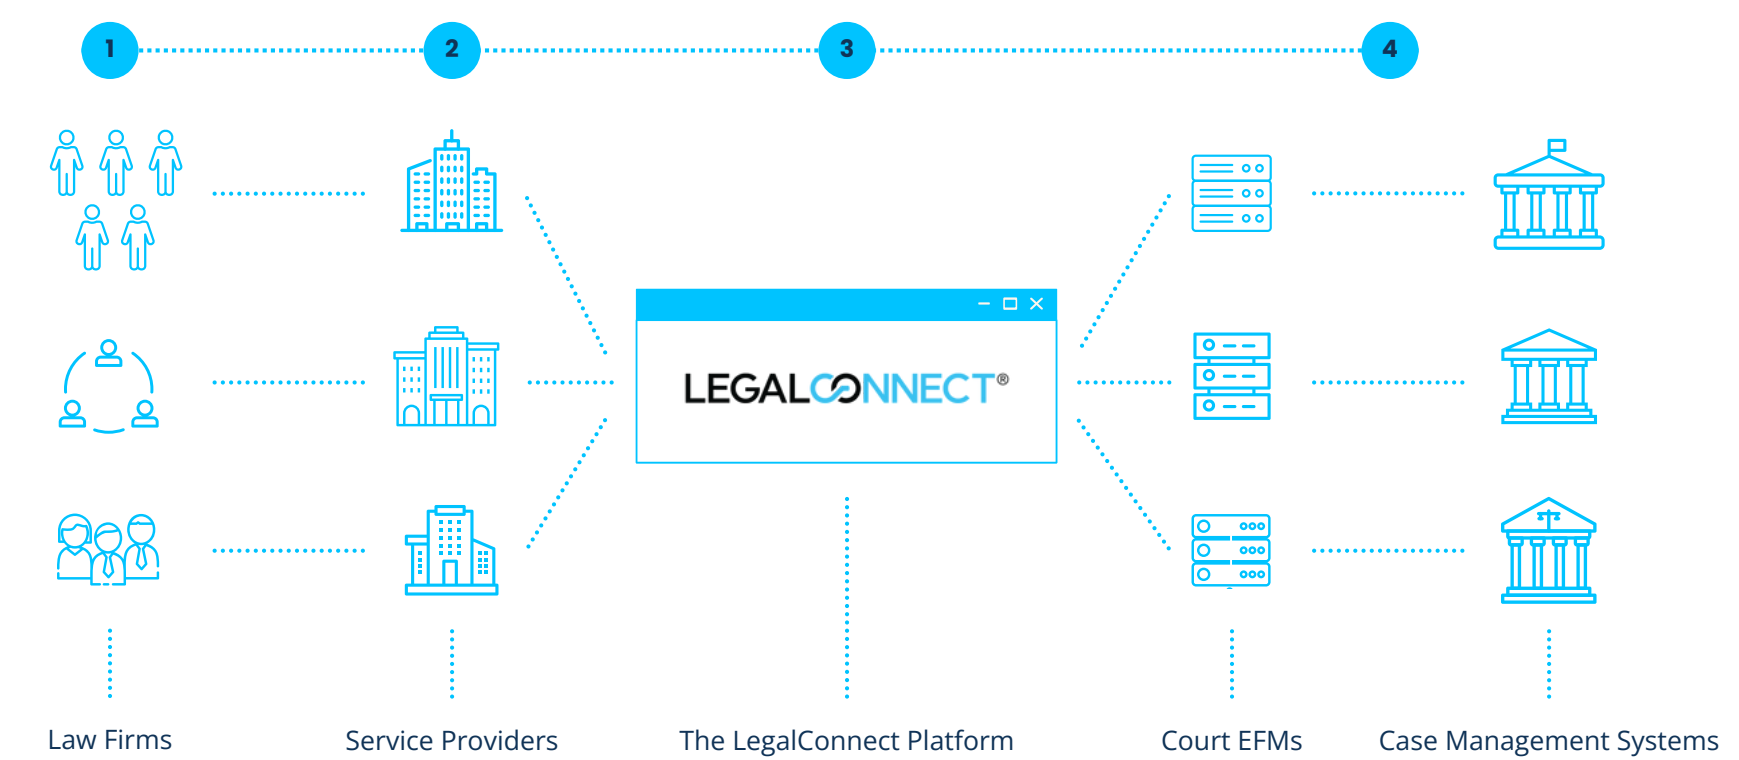 1
2
3
4
LEGALCONNECT®
Law Firms
Service Providers
The LegalConnect Platform
Court EFMs
Case Management Systems